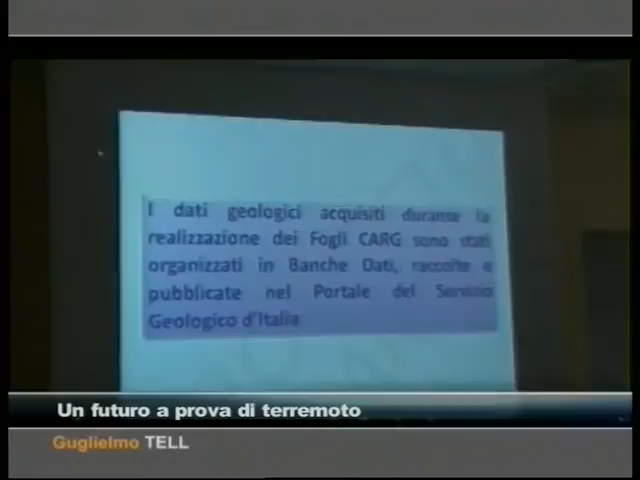 I dati geologici acquisiti durante la
realizzazione dei Fogli CARG sono stati
organizzati in Banche Dati, raccolte e
pubblicate nel Portale del Servizio
Geologico d'Italia
Un futuro a prova di terremoto
Guglielmo TELL